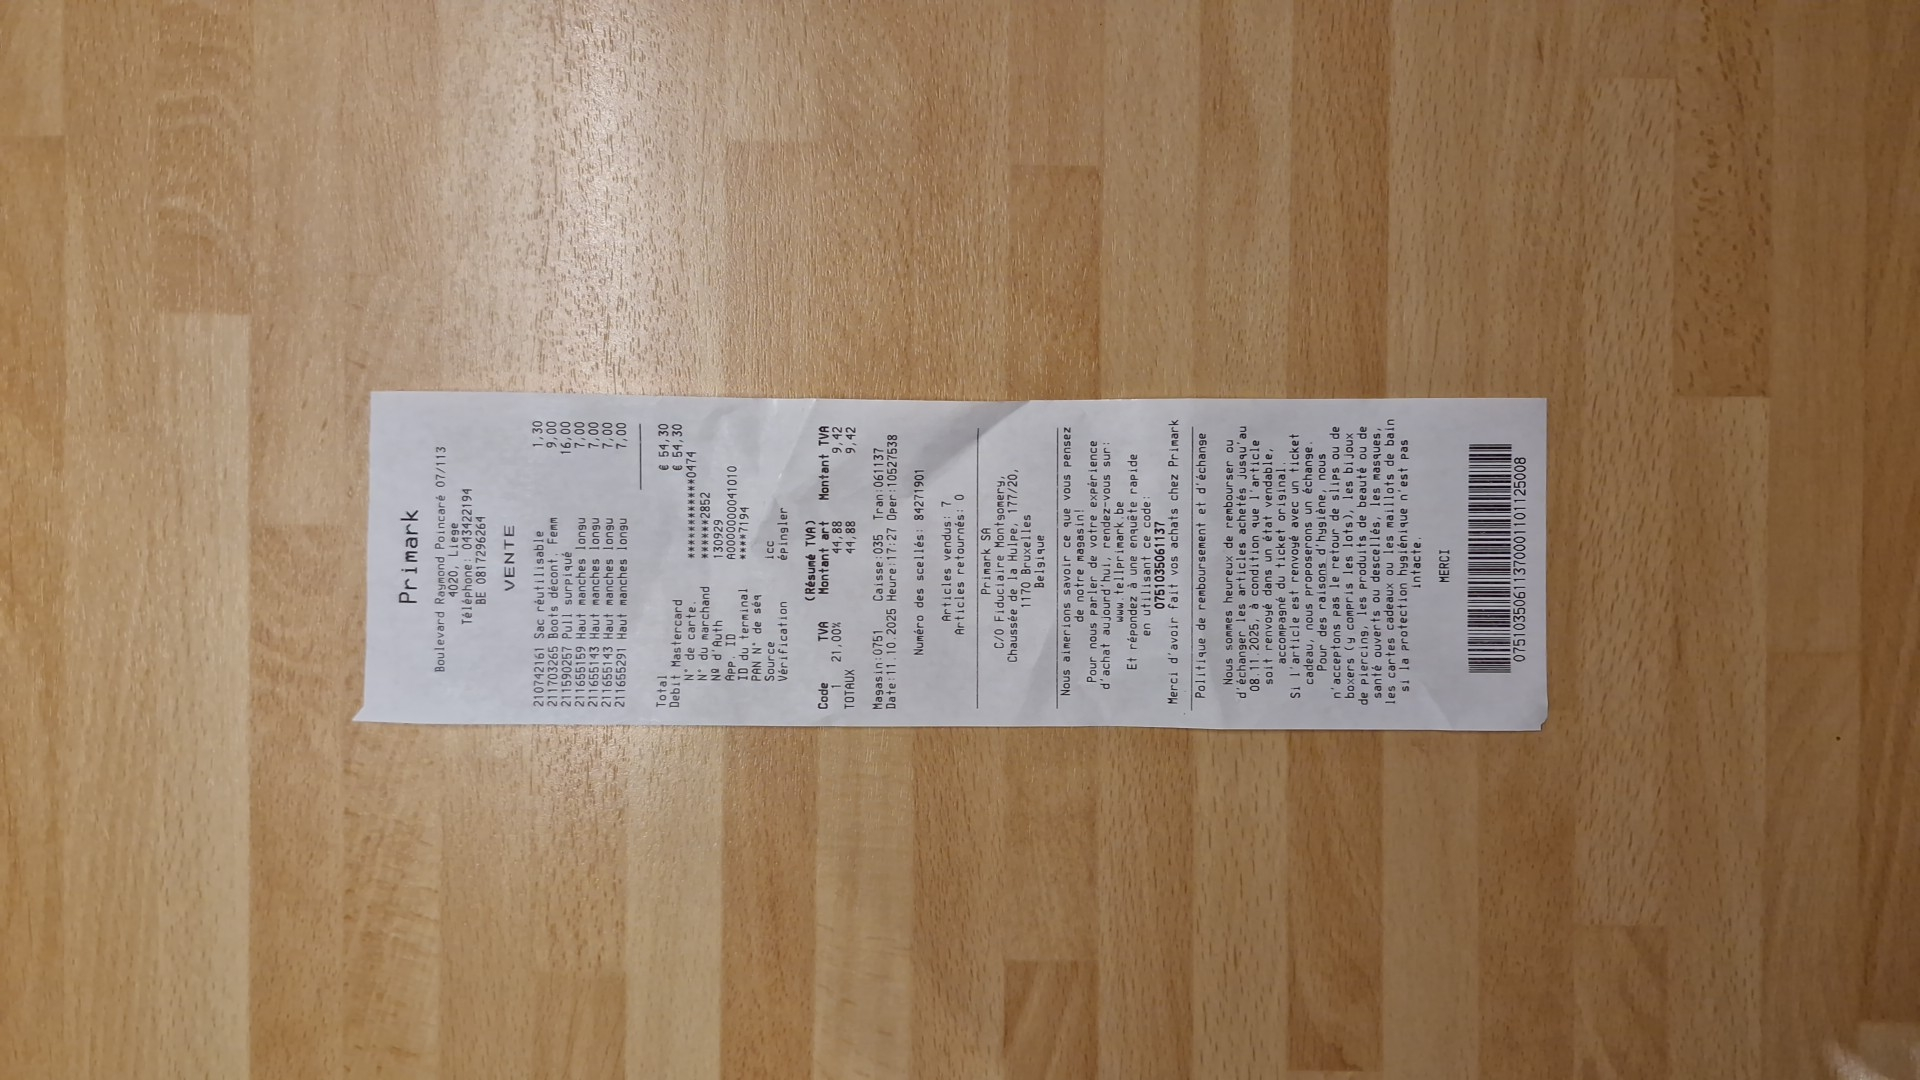 Primark
Boulevard Raymond Poincaré 07/113
4020, Liege
Téléphone: 043422194
BE 0817296264
VENTE
210742161 Sac réutilisable 1,30
211703265 Boots décont. Femm 9,00
211590257 Pull surpiqué 16,00
211655159 Haut manches longu 7,00
211655143 Haut manches longu 7,00
211655143 Haut manches longu 7,00
211655291 Haut manches longu 7,00
Total € 54,30
Debit Mastercard € 54,30
N° de carte. ************0474
N° du marchand ******2852
Nº d'Auth 130929
App. ID A0000000041010
ID du terminal ****7194
PAN N° de séq
Source icc
Vérification épingler
(Résumé TVA)
Code TVA Montant art Montant TVA
1 21,00% 44,88 9,42
TOTAUX 44,88 9,42
Magasin:0751 Caisse:035 Tran:061137
Date:11.10.2025 Heure:17:27 Oper:10527538
Numéro des scellés: 84271901
Articles vendus: 7
Articles retournés: 0
Primark SA
C/O Fiduciaire Montgomery,
Chaussée de la Hulpe, 177/20,
1170 Bruxelles
Belgique
Nous aimerions savoir ce que vous pensez
de notre magasin!
Pour nous parler de votre expérience
d'achat aujourd'hui, rendez-vous sur:
www.tellprimark.be
Et répondez à une enquête rapide
en utilisant ce code:
075103506​1137
Merci d'avoir fait vos achats chez Primark
Politique de remboursement et d'échange
Nous sommes heureux de rembourser ou
d'échanger les articles achetés jusqu'au
08.11.2025, à condition que l'article
soit renvoyé dans un état vendable,
accompagné du ticket original.
Si l'article est renvoyé avec un ticket
cadeau, nous proposerons un échange.
Pour des raisons d'hygiène, nous
n'acceptons pas le retour de slips ou de
boxers (y compris les lots), les bijoux
de piercing, les produits de beauté ou de
santé ouverts ou descellés, les masques,
les cartes cadeaux ou les maillots de bain
si la protection hygiénique n'est pas
intacte.
MERCI
0751035061137000110112​5008